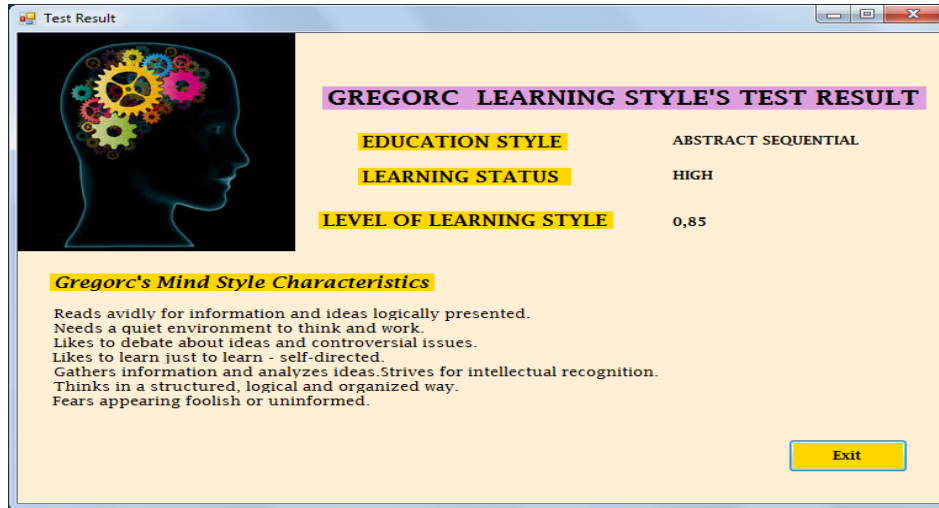 Test Result
GREGORC LEARNING STYLE'S TEST RESULT
EDUCATION STYLE ABSTRACT SEQUENTIAL
LEARNING STATUS HIGH
LEVEL OF LEARNING STYLE 0,85
Gregorc's Mind Style Characteristics
Reads avidly for information and ideas logically presented.
Needs a quiet environment to think and work.
Likes to debate about ideas and controversial issues.
Likes to learn just to learn - self-directed.
Gathers information and analyzes ideas.Strives for intellectual recognition.
Thinks in a structured, logical and organized way.
Fears appearing foolish or uninformed.
Exit